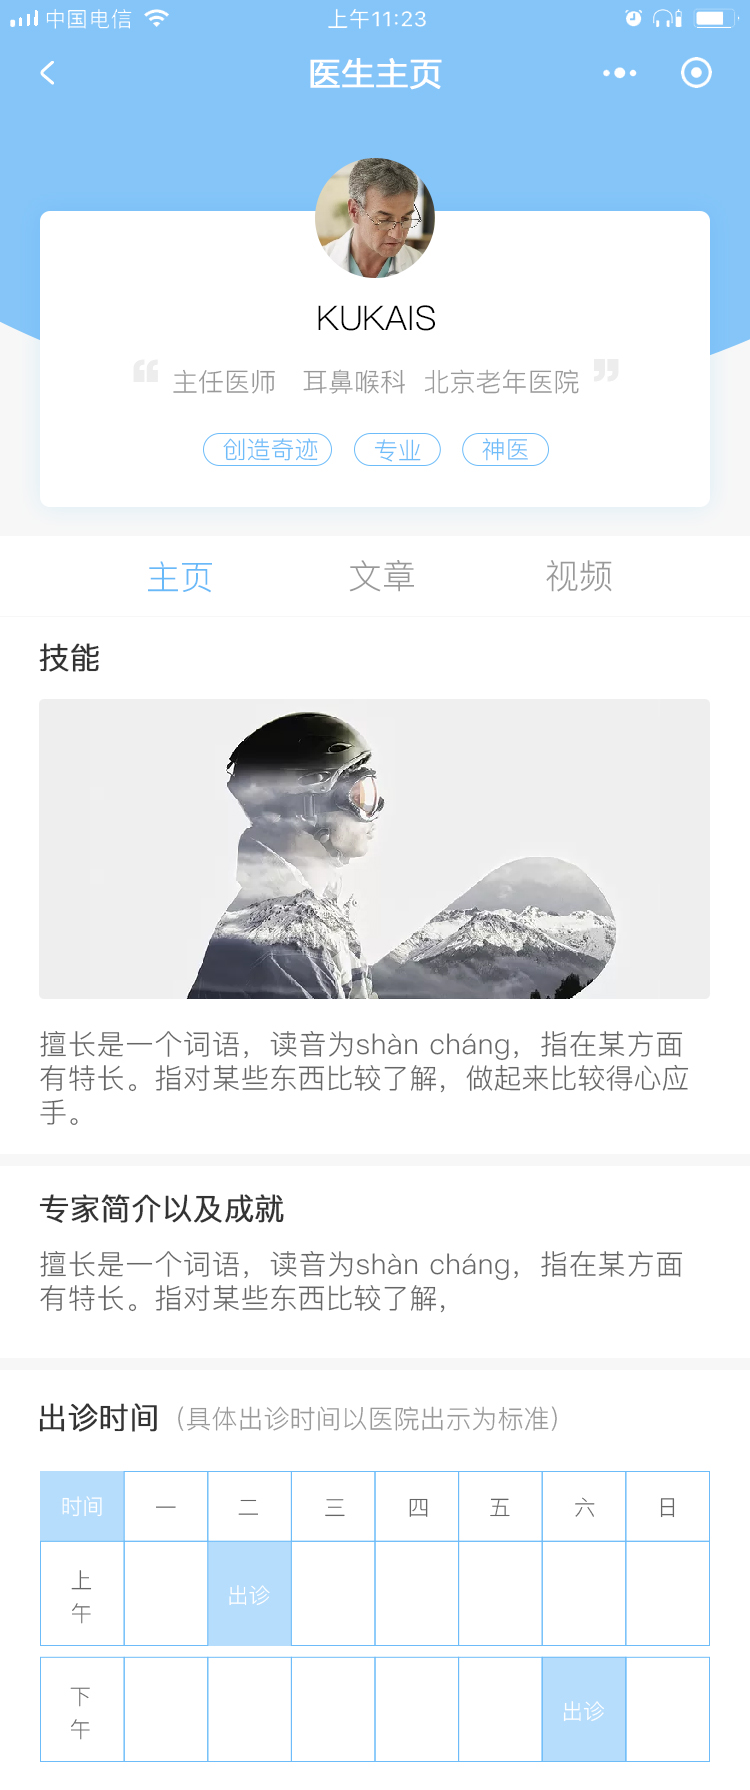 中国电信 上午11:23
医生主页
KUKAIS
“ 主任医师 耳鼻喉科 北京老年医院 ”
创造奇迹 专业 神医
主页 文章 视频
技能
擅长是一个词语，读音为shàn cháng，指在某方面
有特长。指对某些东西比较了解，做起来比较得心应
手。
专家简介以及成就
擅长是一个词语，读音为shàn cháng，指在某方面
有特长。指对某些东西比较了解，
出诊时间（具体出诊时间以医院出示为标准）
时间 一 二 三 四 五 六 日
上午 出诊
下午 出诊